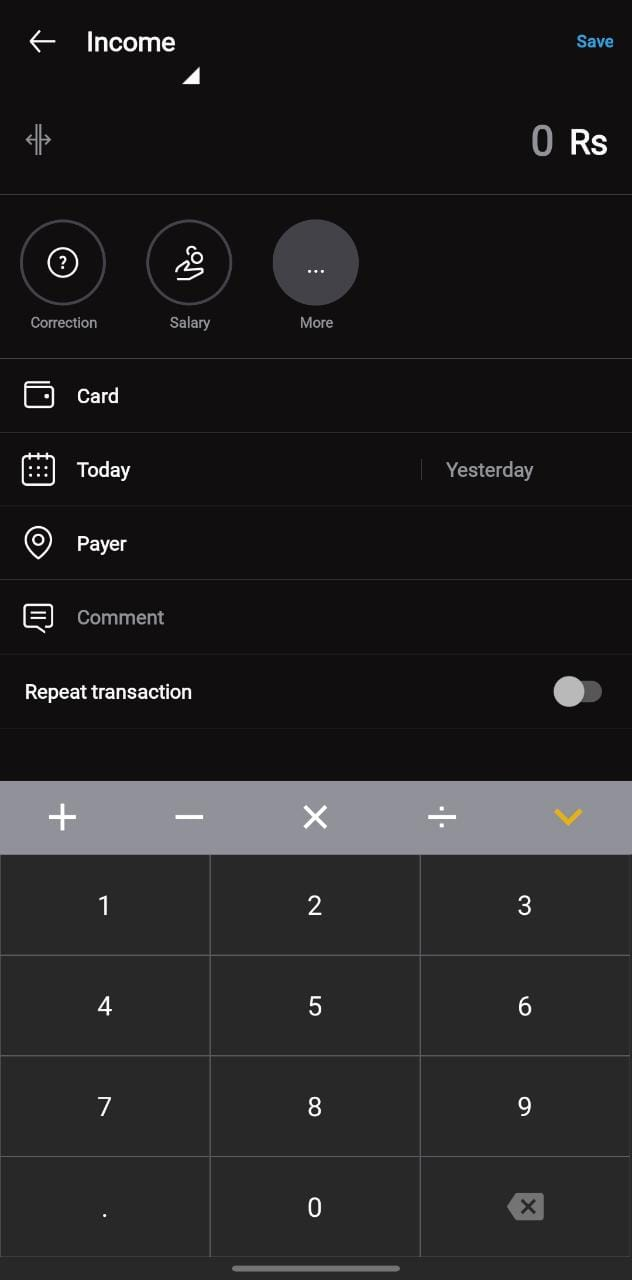 Income
Save
0 Rs
?
Correction
Salary
...
More
Card
Today
Yesterday
Payer
Comment
Repeat transaction
+ − × ÷
1 2 3
4 5 6
7 8 9
. 0